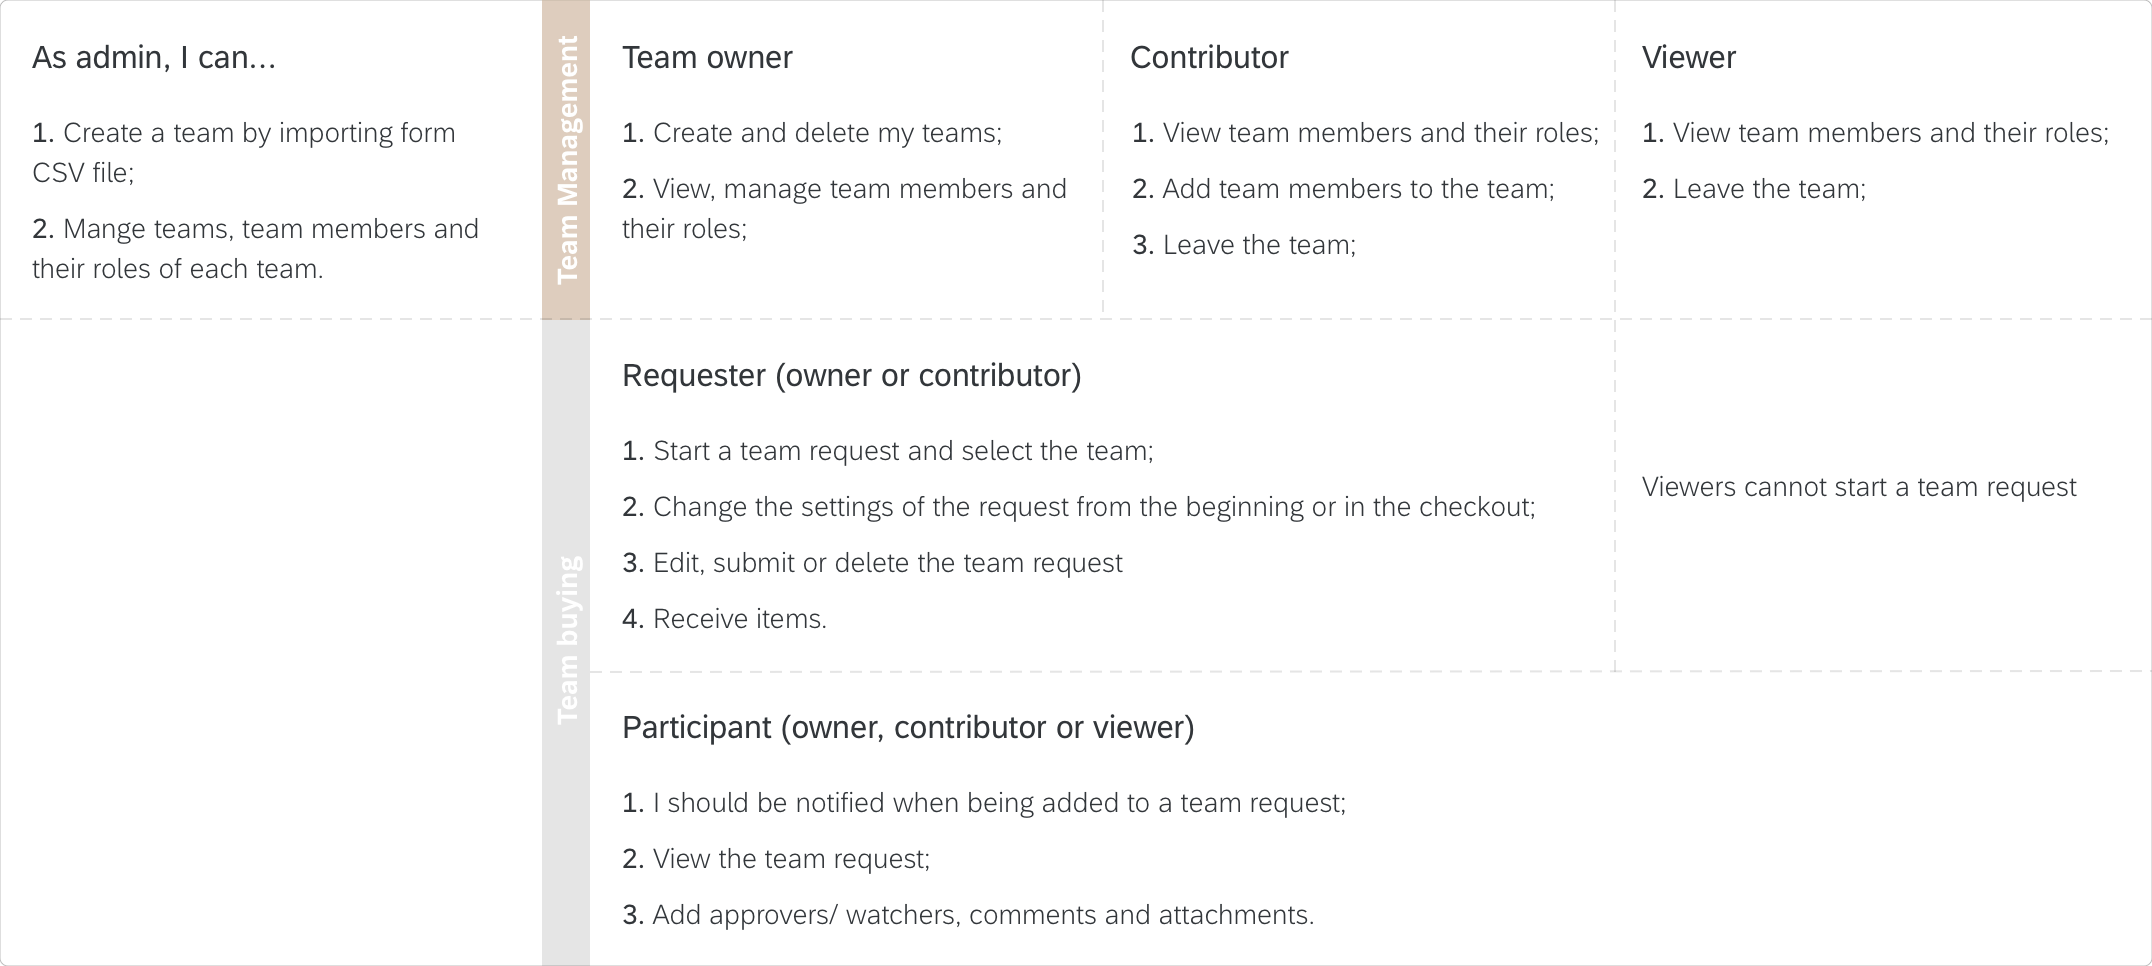 As admin, I can...
1. Create a team by importing form
CSV file;
2. Mange teams, team members and
their roles of each team.
Team Management
Team owner
1. Create and delete my teams;
2. View, manage team members and
their roles;
Contributor
1. View team members and their roles;
2. Add team members to the team;
3. Leave the team;
Viewer
1. View team members and their roles;
2. Leave the team;
Team buying
Requester (owner or contributor)
1. Start a team request and select the team;
2. Change the settings of the request from the beginning or in the checkout;
3. Edit, submit or delete the team request
4. Receive items.
Viewers cannot start a team request
Participant (owner, contributor or viewer)
1. I should be notified when being added to a team request;
2. View the team request;
3. Add approvers/ watchers, comments and attachments.